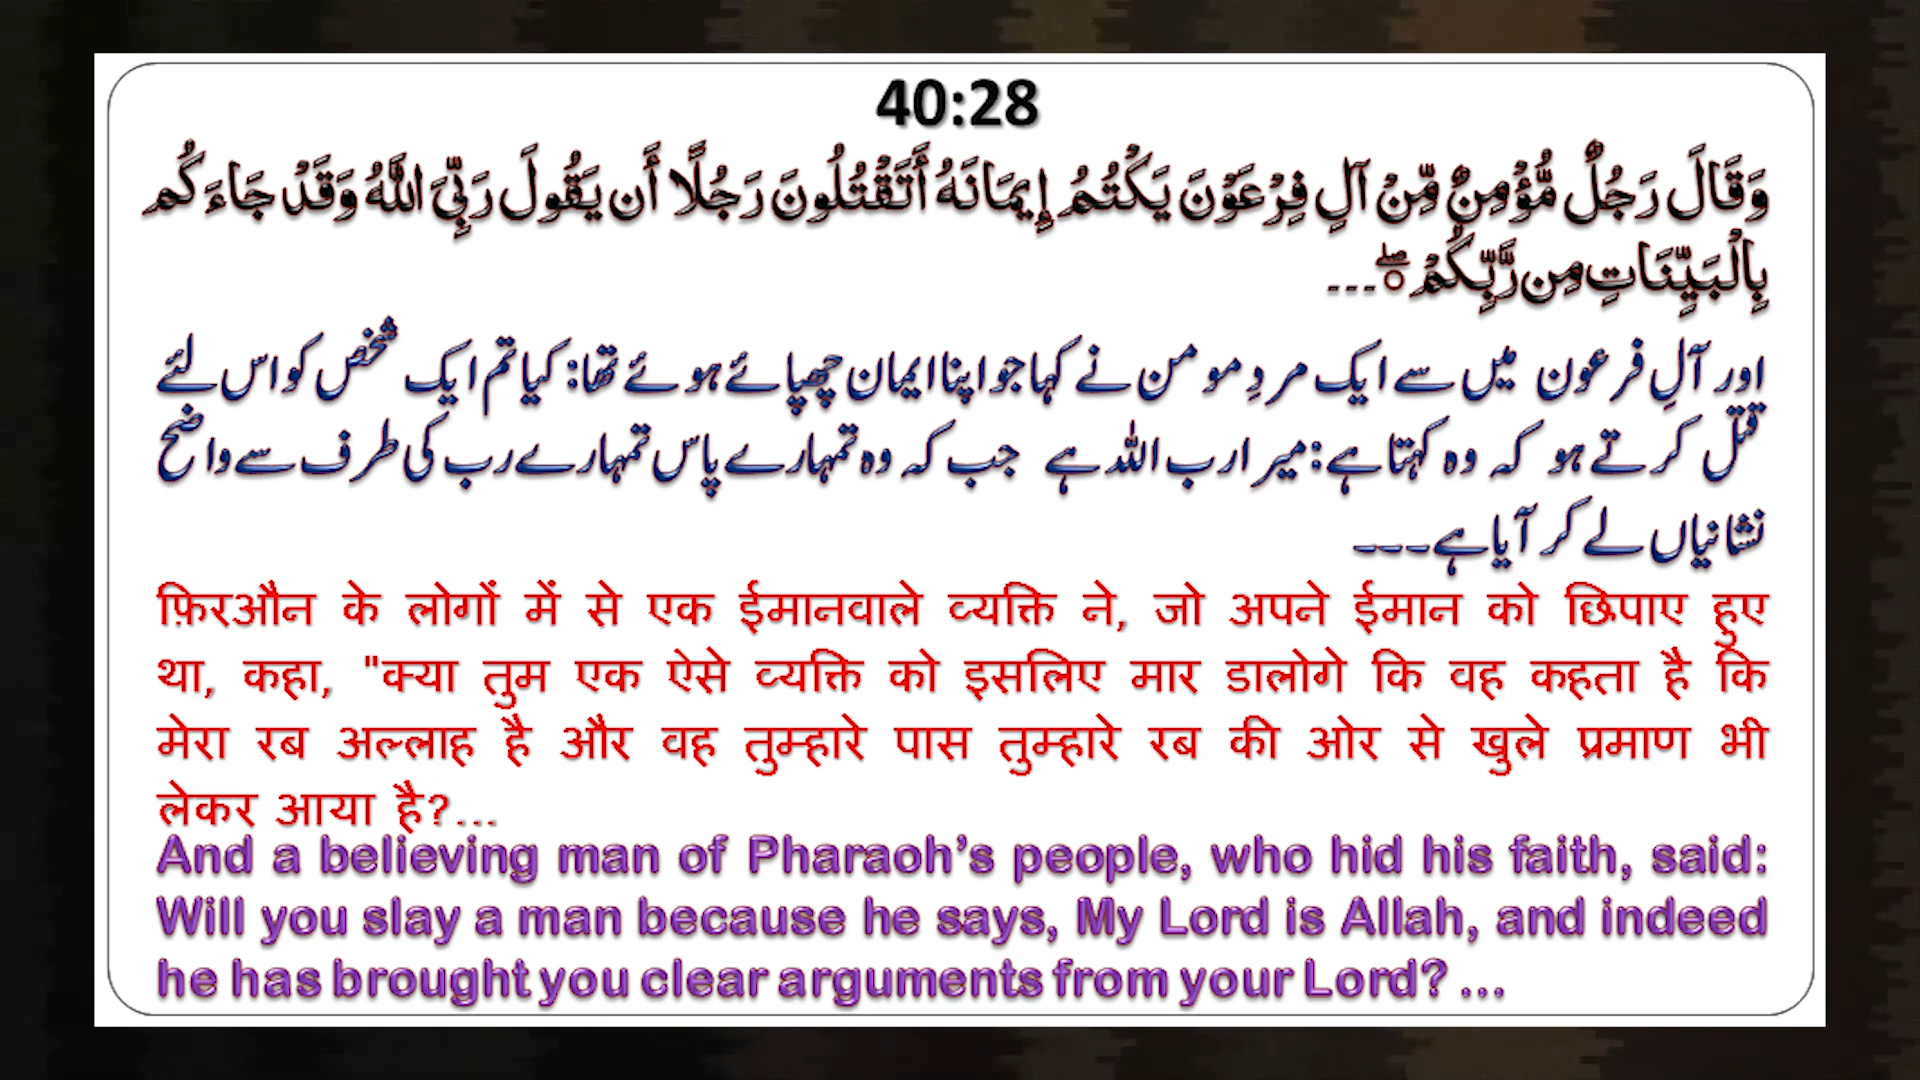 40:28
وَقَالَ رَجُلٌ مُّؤْمِنٌ مِّنْ آلِ فِرْعَوْنَ يَكْتُمُ إِيمَانَهُ أَتَقْتُلُونَ رَجُلًا أَن يَقُولَ رَبِّيَ اللَّهُ وَقَدْ جَاءَكُم
بِالْبَيِّنَاتِ مِن رَّبِّكُمْ ۖ...
اور آلِ فرعون میں سے ایک مردِ مومن نے کہا جو اپنا ایمان چھپائے ہوئے تھا: کیا تم ایک شخص کو اس لئے
قتل کرتے ہو کہ وہ کہتا ہے: میرا رب اللہ ہے جب کہ وہ تمہارے پاس تمہارے رب کی طرف سے واضح
نشانیاں لے کر آیا ہے۔۔۔
फ़िरऔन के लोगों में से एक ईमानवाले व्यक्ति ने, जो अपने ईमान को छिपाए हुए
था, कहा, "क्या तुम एक ऐसे व्यक्ति को इसलिए मार डालोगे कि वह कहता है कि
मेरा रब अल्लाह है और वह तुम्हारे पास तुम्हारे रब की ओर से खुले प्रमाण भी
लेकर आया है?...
And a believing man of Pharaoh’s people, who hid his faith, said:
Will you slay a man because he says, My Lord is Allah, and indeed
he has brought you clear arguments from your Lord? ...